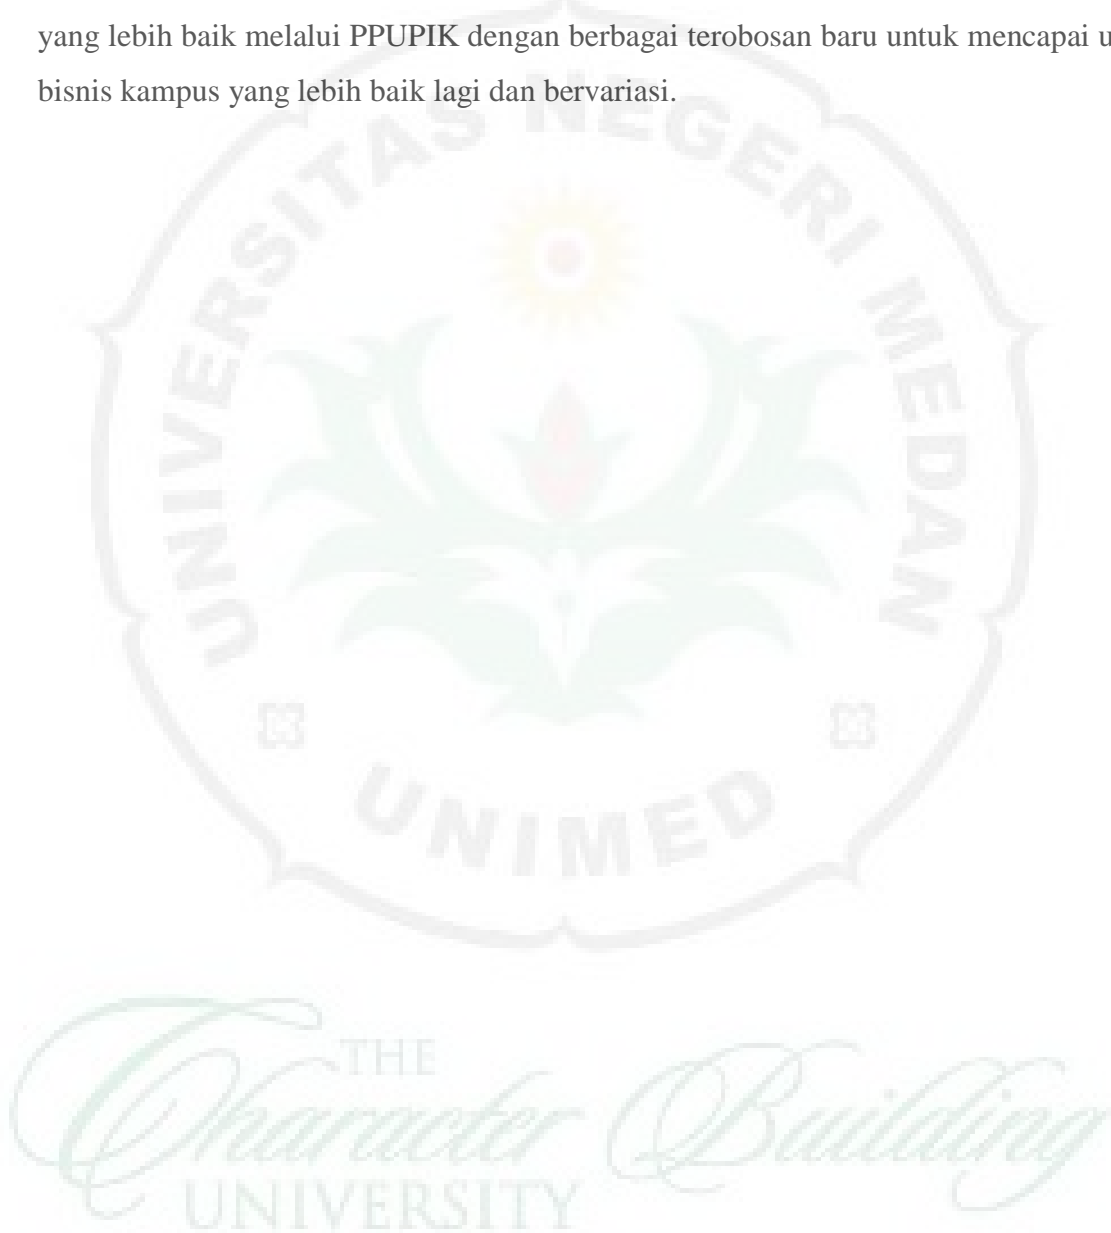 yang lebih baik melalui PPUPIK dengan berbagai terobosan baru untuk mencapai u
bisnis kampus yang lebih baik lagi dan bervariasi.
UNIVERSITAS NEGERI MEDAN
UNIMED
THE
Character Building
UNIVERSITY